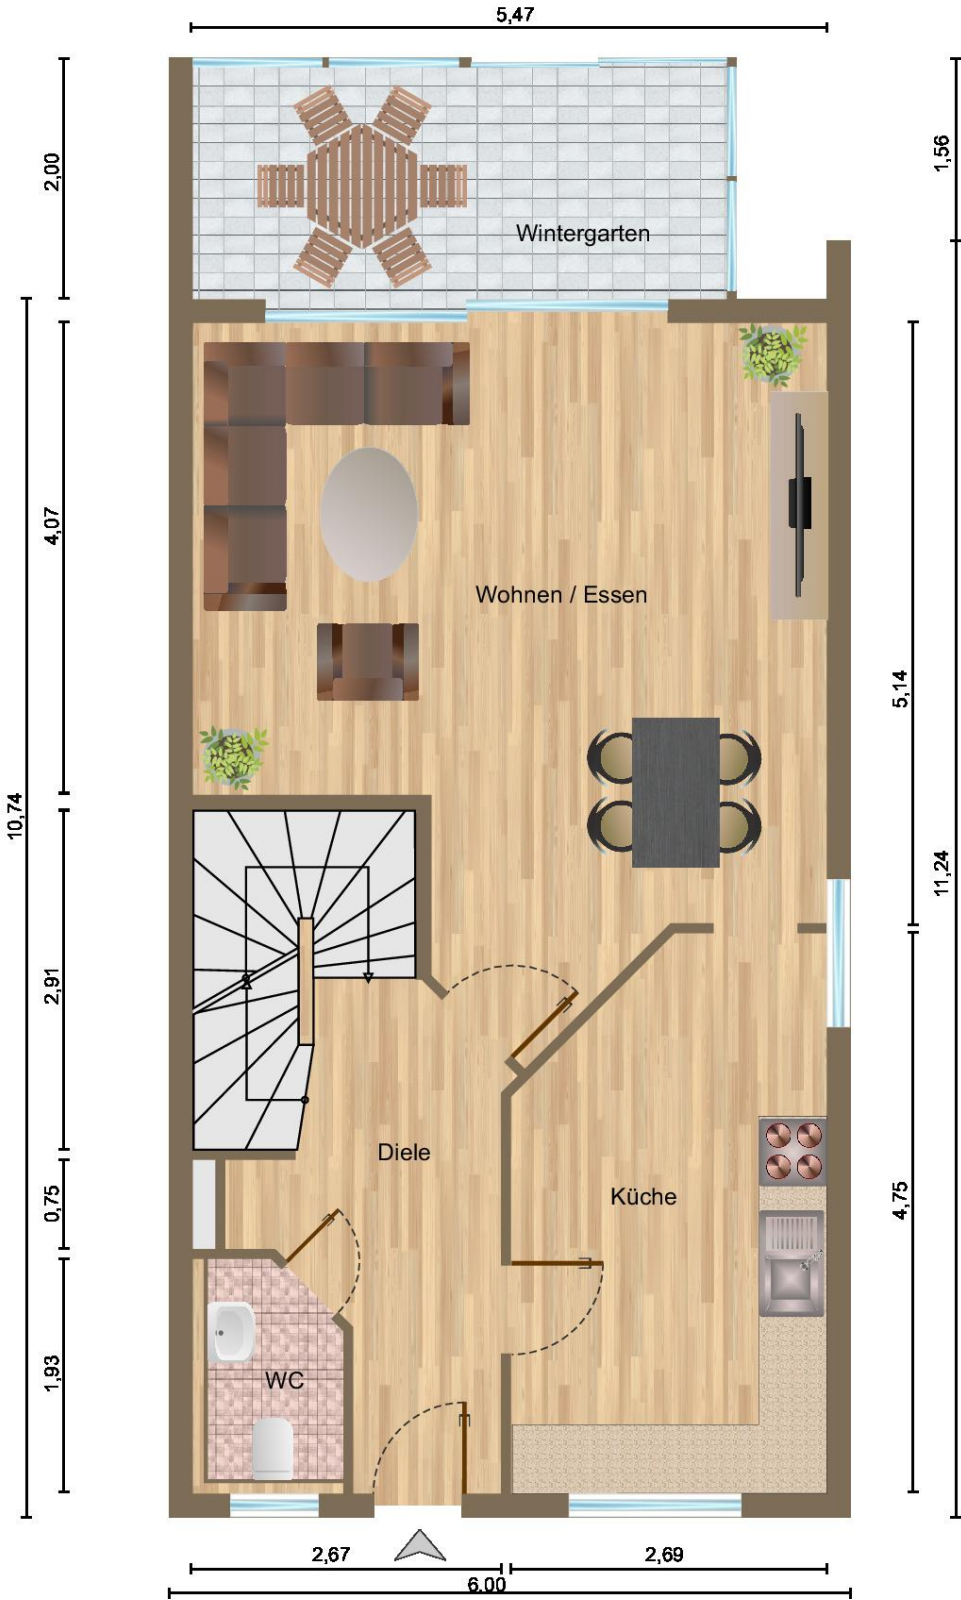 5,47
2,00
1,56
Wintergarten
4,07
Wohnen / Essen
5,14
10,74
11,24
2,91
Diele
0,75
Küche
4,75
1,93
WC
2,67
2,69
6,00